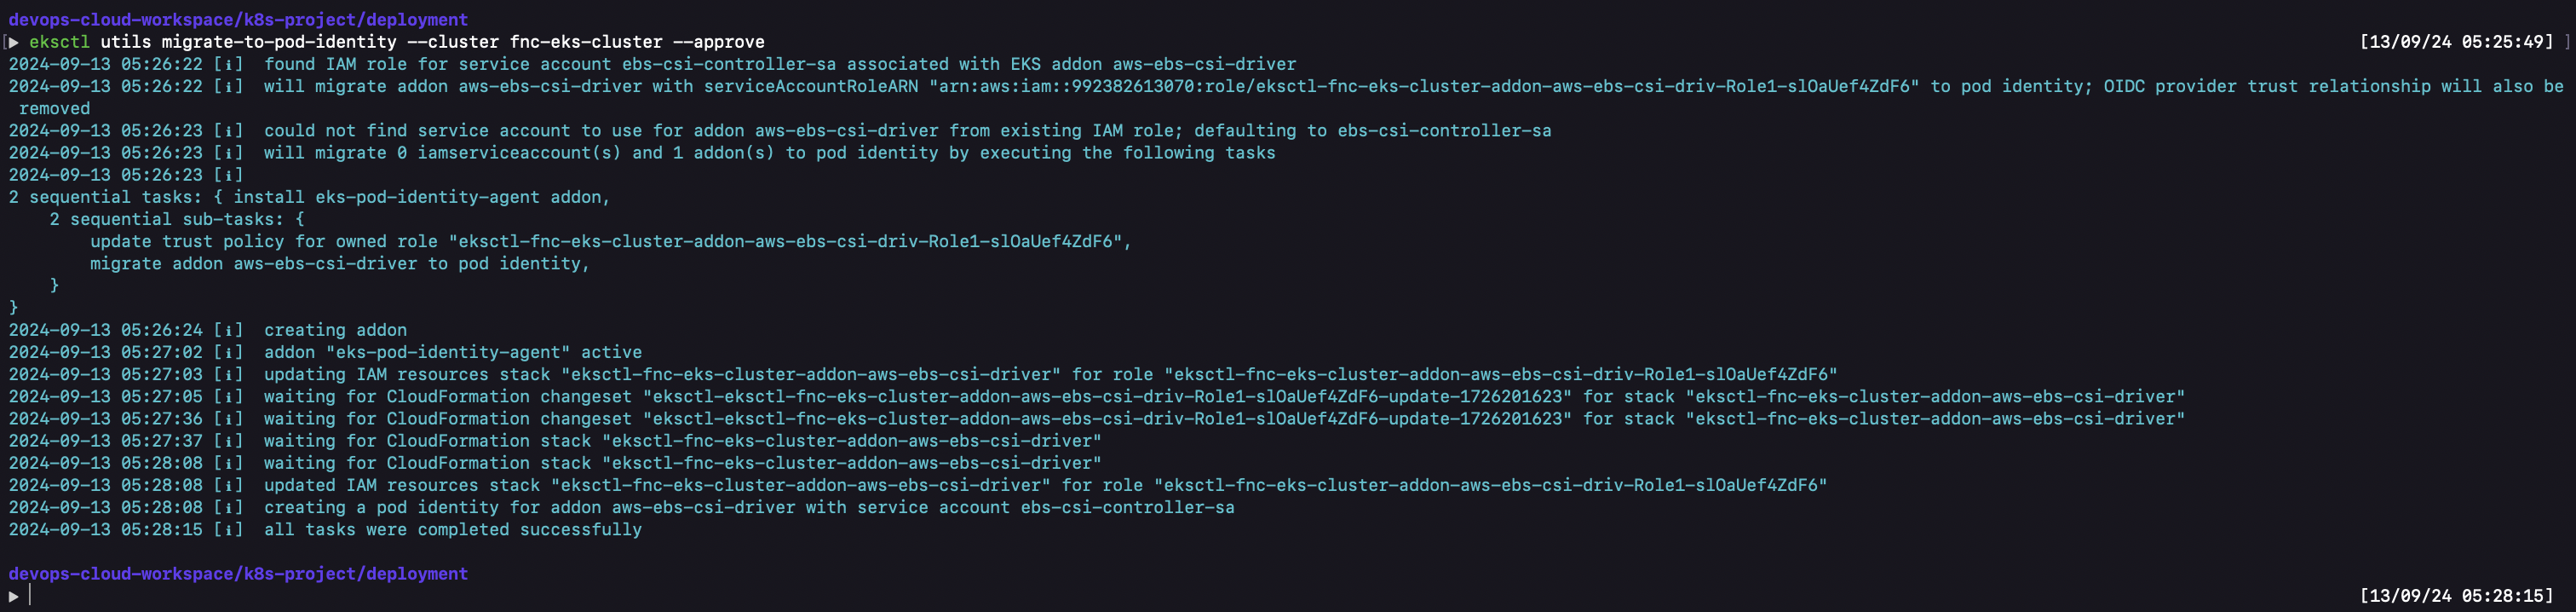 devops-cloud-workspace/k8s-project/deployment
[▶ eksctl utils migrate-to-pod-identity --cluster fnc-eks-cluster --approve [13/09/24 05:25:49] ]
2024-09-13 05:26:22 [ℹ]  found IAM role for service account ebs-csi-controller-sa associated with EKS addon aws-ebs-csi-driver
2024-09-13 05:26:22 [ℹ]  will migrate addon aws-ebs-csi-driver with serviceAccountRoleARN "arn:aws:iam::992382613070:role/eksctl-fnc-eks-cluster-addon-aws-ebs-csi-driv-Role1-slOaUef4ZdF6" to pod identity; OIDC provider trust relationship will also be
 removed
2024-09-13 05:26:23 [ℹ]  could not find service account to use for addon aws-ebs-csi-driver from existing IAM role; defaulting to ebs-csi-controller-sa
2024-09-13 05:26:23 [ℹ]  will migrate 0 iamserviceaccount(s) and 1 addon(s) to pod identity by executing the following tasks
2024-09-13 05:26:23 [ℹ]
2 sequential tasks: { install eks-pod-identity-agent addon,
    2 sequential sub-tasks: {
        update trust policy for owned role "eksctl-fnc-eks-cluster-addon-aws-ebs-csi-driv-Role1-slOaUef4ZdF6",
        migrate addon aws-ebs-csi-driver to pod identity,
    }
}
2024-09-13 05:26:24 [ℹ]  creating addon
2024-09-13 05:27:02 [ℹ]  addon "eks-pod-identity-agent" active
2024-09-13 05:27:03 [ℹ]  updating IAM resources stack "eksctl-fnc-eks-cluster-addon-aws-ebs-csi-driver" for role "eksctl-fnc-eks-cluster-addon-aws-ebs-csi-driv-Role1-slOaUef4ZdF6"
2024-09-13 05:27:05 [ℹ]  waiting for CloudFormation changeset "eksctl-eksctl-fnc-eks-cluster-addon-aws-ebs-csi-driv-Role1-slOaUef4ZdF6-update-1726201623" for stack "eksctl-fnc-eks-cluster-addon-aws-ebs-csi-driver"
2024-09-13 05:27:36 [ℹ]  waiting for CloudFormation changeset "eksctl-eksctl-fnc-eks-cluster-addon-aws-ebs-csi-driv-Role1-slOaUef4ZdF6-update-1726201623" for stack "eksctl-fnc-eks-cluster-addon-aws-ebs-csi-driver"
2024-09-13 05:27:37 [ℹ]  waiting for CloudFormation stack "eksctl-fnc-eks-cluster-addon-aws-ebs-csi-driver"
2024-09-13 05:28:08 [ℹ]  waiting for CloudFormation stack "eksctl-fnc-eks-cluster-addon-aws-ebs-csi-driver"
2024-09-13 05:28:08 [ℹ]  updated IAM resources stack "eksctl-fnc-eks-cluster-addon-aws-ebs-csi-driver" for role "eksctl-fnc-eks-cluster-addon-aws-ebs-csi-driv-Role1-slOaUef4ZdF6"
2024-09-13 05:28:08 [ℹ]  creating a pod identity for addon aws-ebs-csi-driver with service account ebs-csi-controller-sa
2024-09-13 05:28:15 [ℹ]  all tasks were completed successfully
devops-cloud-workspace/k8s-project/deployment
▶ [13/09/24 05:28:15]